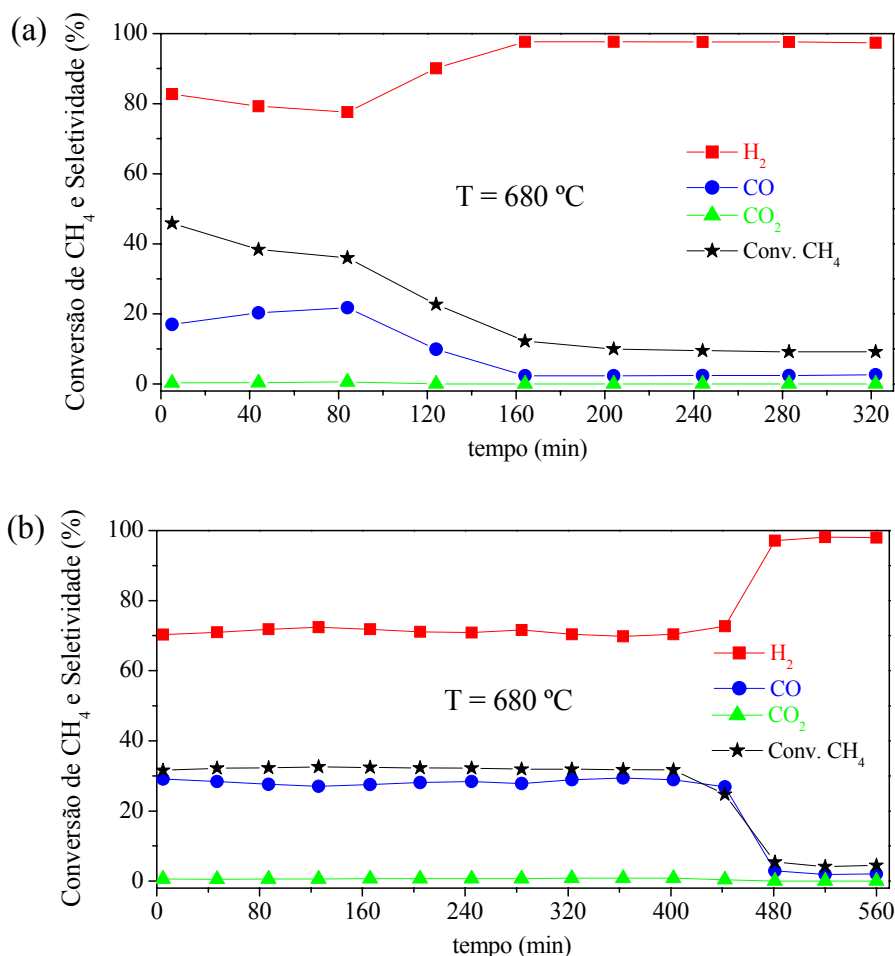 (a)
Conversão de CH4 e Seletividade (%)
100
80
60
40
20
0
H2
CO
CO2
Conv. CH4
T = 680 ºC
0 40 80 120 160 200 240 280 320
tempo (min)
(b)
Conversão de CH4 e Seletividade (%)
100
80
60
40
20
0
H2
CO
CO2
Conv. CH4
T = 680 ºC
0 80 160 240 320 400 480 560
tempo (min)